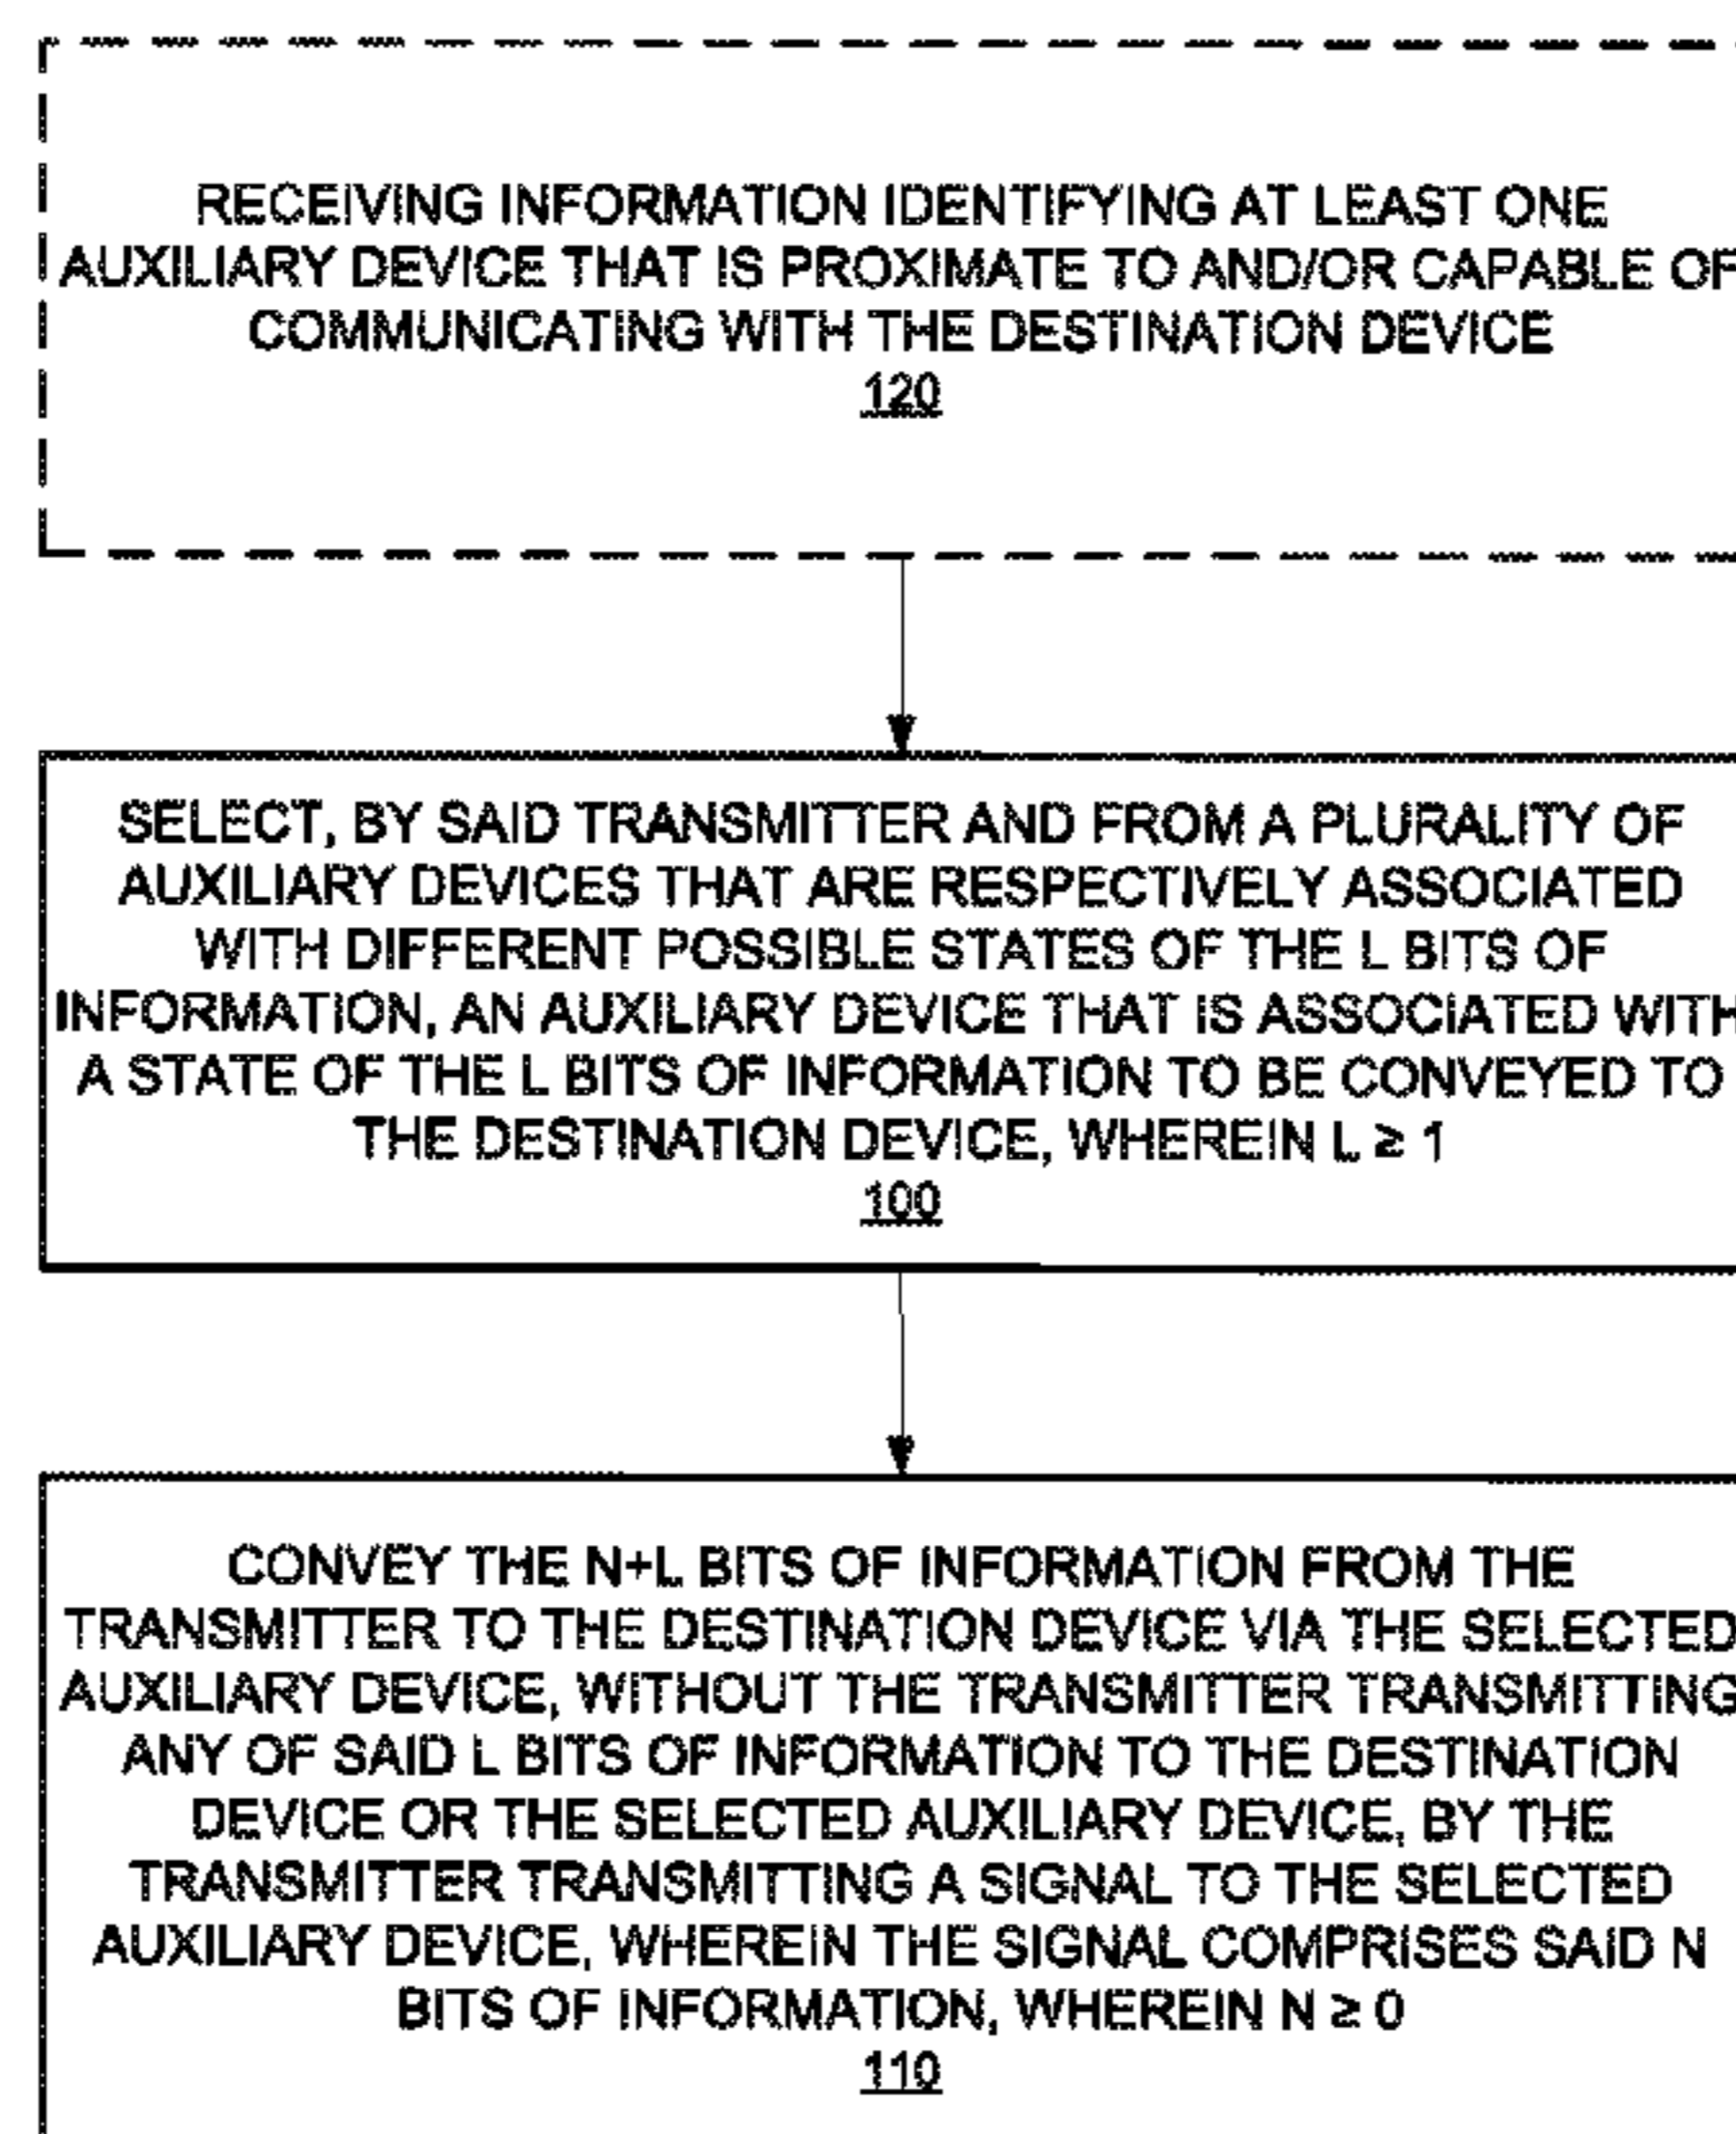 RECEIVING INFORMATION IDENTIFYING AT LEAST ONE
AUXILIARY DEVICE THAT IS PROXIMATE TO AND/OR CAPABLE OF
COMMUNICATING WITH THE DESTINATION DEVICE
120
SELECT, BY SAID TRANSMITTER AND FROM A PLURALITY OF
AUXILIARY DEVICES THAT ARE RESPECTIVELY ASSOCIATED
WITH DIFFERENT POSSIBLE STATES OF THE L BITS OF
INFORMATION, AN AUXILIARY DEVICE THAT IS ASSOCIATED WITH
A STATE OF THE L BITS OF INFORMATION TO BE CONVEYED TO
THE DESTINATION DEVICE, WHEREIN L ≥ 1
100
CONVEY THE N+L BITS OF INFORMATION FROM THE
TRANSMITTER TO THE DESTINATION DEVICE VIA THE SELECTED
AUXILIARY DEVICE, WITHOUT THE TRANSMITTER TRANSMITTING
ANY OF SAID L BITS OF INFORMATION TO THE DESTINATION
DEVICE OR THE SELECTED AUXILIARY DEVICE, BY THE
TRANSMITTER TRANSMITTING A SIGNAL TO THE SELECTED
AUXILIARY DEVICE, WHEREIN THE SIGNAL COMPRISES SAID N
BITS OF INFORMATION, WHEREIN N ≥ 0
110